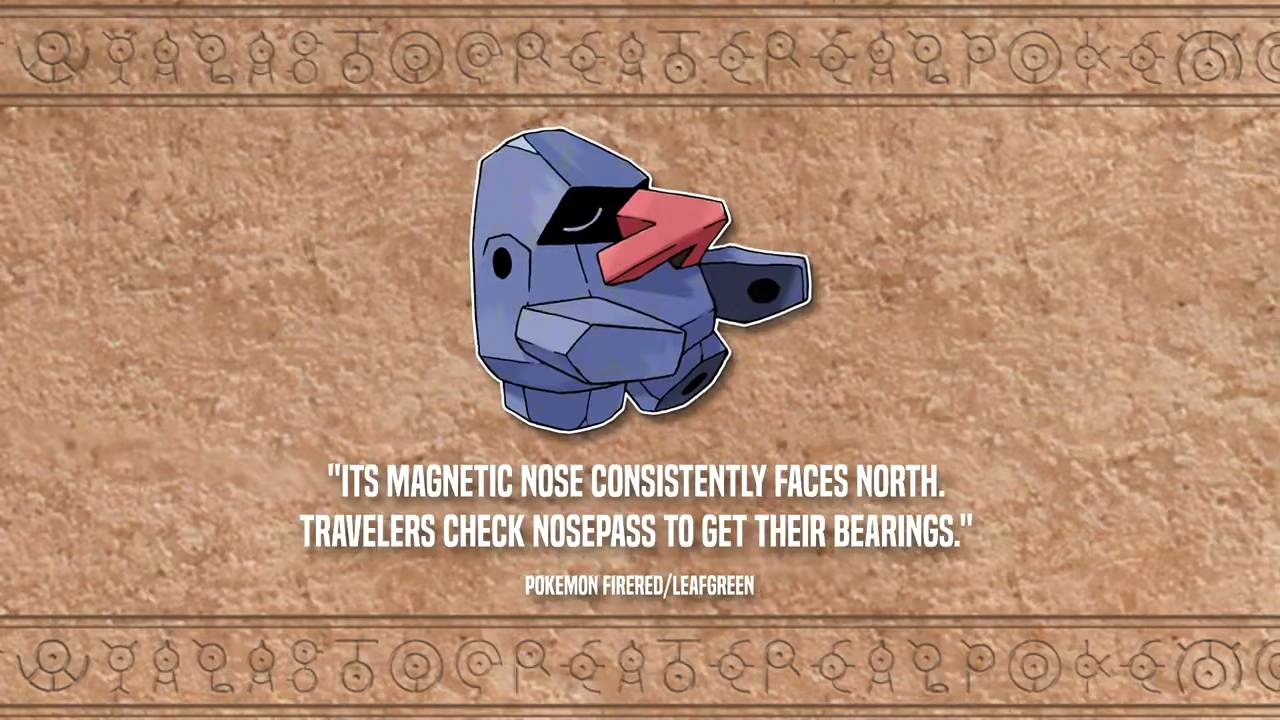 "ITS MAGNETIC NOSE CONSISTENTLY FACES NORTH.
TRAVELERS CHECK NOSEPASS TO GET THEIR BEARINGS."
POKEMON FIRERED/LEAFGREEN